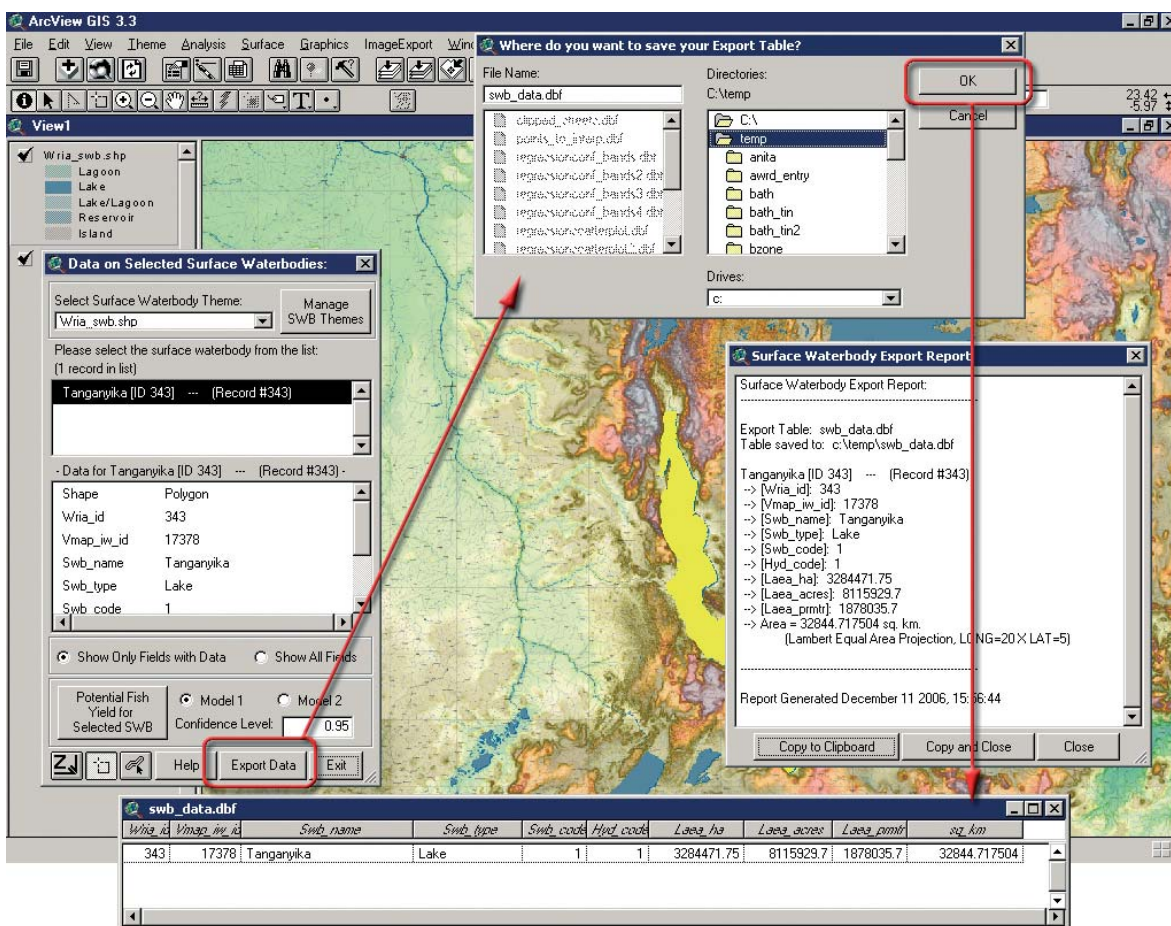 ArcView GIS 3.3
File Edit View Theme Analysis Surface Graphics ImageExport
23.42
-5.97
View1
Wria_swb.shp
Lagoon
Lake
Lake/Lagoon
Reservoir
Island
Where do you want to save your Export Table?
File Name:
swb_data.dbf
clipped_streets.dbf
points_to_interp.dbf
regressionconf_bands.dbf
regressionconf_bands2.dbf
regressionconf_bands3.dbf
regressionconf_bands4.dbf
regressionscatterplot.dbf
regressionscatterplot2.dbf
Directories:
C:\temp
C:\
temp
anita
awrd_entry
bath
bath_tin
bath_tin2
bzone
Drives:
c:
OK
Cancel
Data on Selected Surface Waterbodies:
Select Surface Waterbody Theme:
Wria_swb.shp
Manage
SWB Themes
Please select the surface waterbody from the list:
(1 record in list)
Tanganyika [ID 343] --- (Record #343)
- Data for Tanganyika [ID 343] --- (Record #343) -
Shape Polygon
Wria_id 343
Vmap_iw_id 17378
Swb_name Tanganyika
Swb_type Lake
Swb_code 1
Show Only Fields with Data Show All Fields
Potential Fish
Yield for
Selected SWB
Model 1 Model 2
Confidence Level: 0.95
Help Export Data Exit
Surface Waterbody Export Report
Surface Waterbody Export Report:
Export Table: swb_data.dbf
Table saved to: c:\temp\swb_data.dbf
Tanganyika [ID 343] --- (Record #343)
--> [Wria_id]: 343
--> [Vmap_iw_id]: 17378
--> [Swb_name]: Tanganyika
--> [Swb_type]: Lake
--> [Swb_code]: 1
--> [Hyd_code]: 1
--> [Laea_ha]: 3284471.75
--> [Laea_acres]: 8115929.7
--> [Laea_prmtr]: 1878035.7
--> Area = 32844.717504 sq. km.
(Lambert Equal Area Projection, LONG=20 X LAT=5)
Report Generated December 11 2006, 15:56:44
Copy to Clipboard Copy and Close Close
swb_data.dbf
Wria_id Vmap_iw_id Swb_name Swb_type Swb_code Hyd_code Laea_ha Laea_acres Laea_prmtr sq_km
343 17378 Tanganyika Lake 1 1 3284471.75 8115929.7 1878035.7 32844.717504